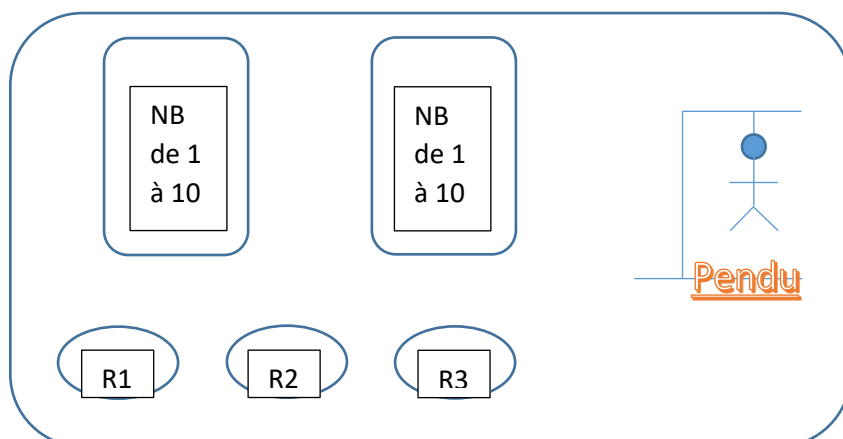 NB
de 1
à 10
NB
de 1
à 10
Pendu
R1
R2
R3